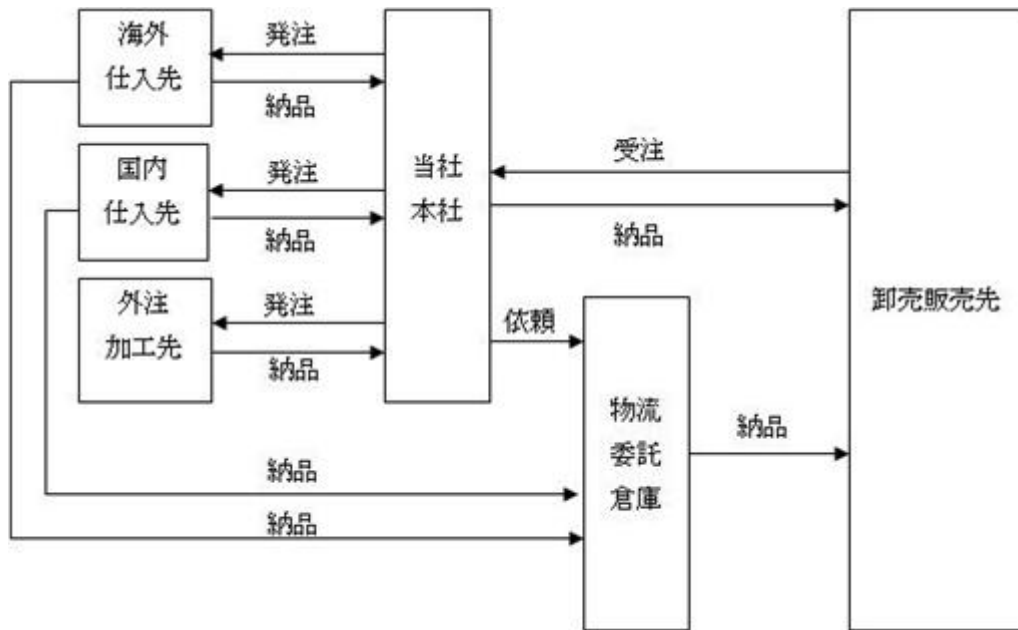 海外
仕入先
発注
納品
国内
仕入先
発注
納品
外注
加工先
発注
納品
当社
本社
受注
納品
依頼
卸売販売先
物流
委託
倉庫
納品
納品
納品